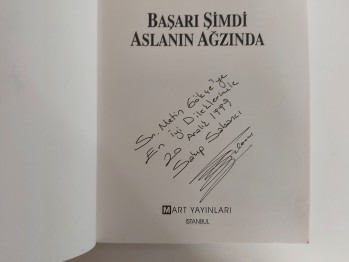 BAŞARI ŞİMDİ
ASLANIN AĞZINDA
Sn. Metin Gökçe'ye
En iyi Dileklerimle
20 Aralık 1999
Sakıp Sabancı
MART YAYINLARI
İSTANBUL